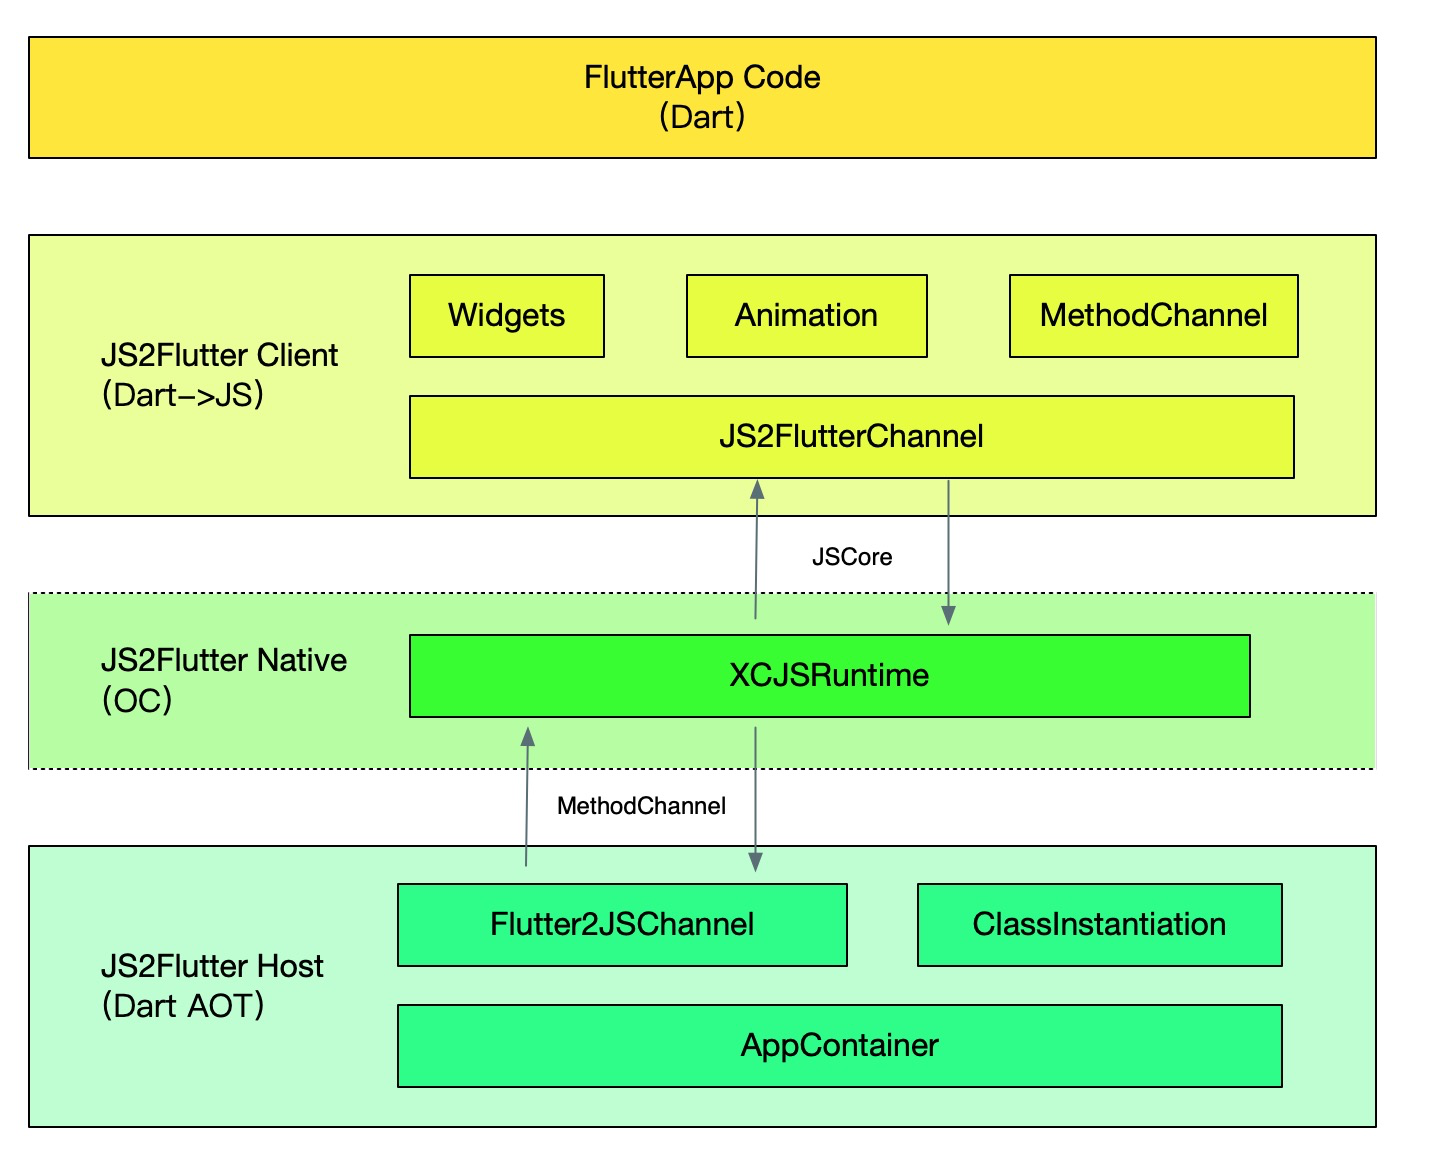 FlutterApp Code
(Dart)
Widgets
Animation
MethodChannel
JS2Flutter Client
(Dart->JS)
JS2FlutterChannel
JSCore
JS2Flutter Native
(OC)
XCJSRuntime
MethodChannel
Flutter2JSChannel
ClassInstantiation
JS2Flutter Host
(Dart AOT)
AppContainer